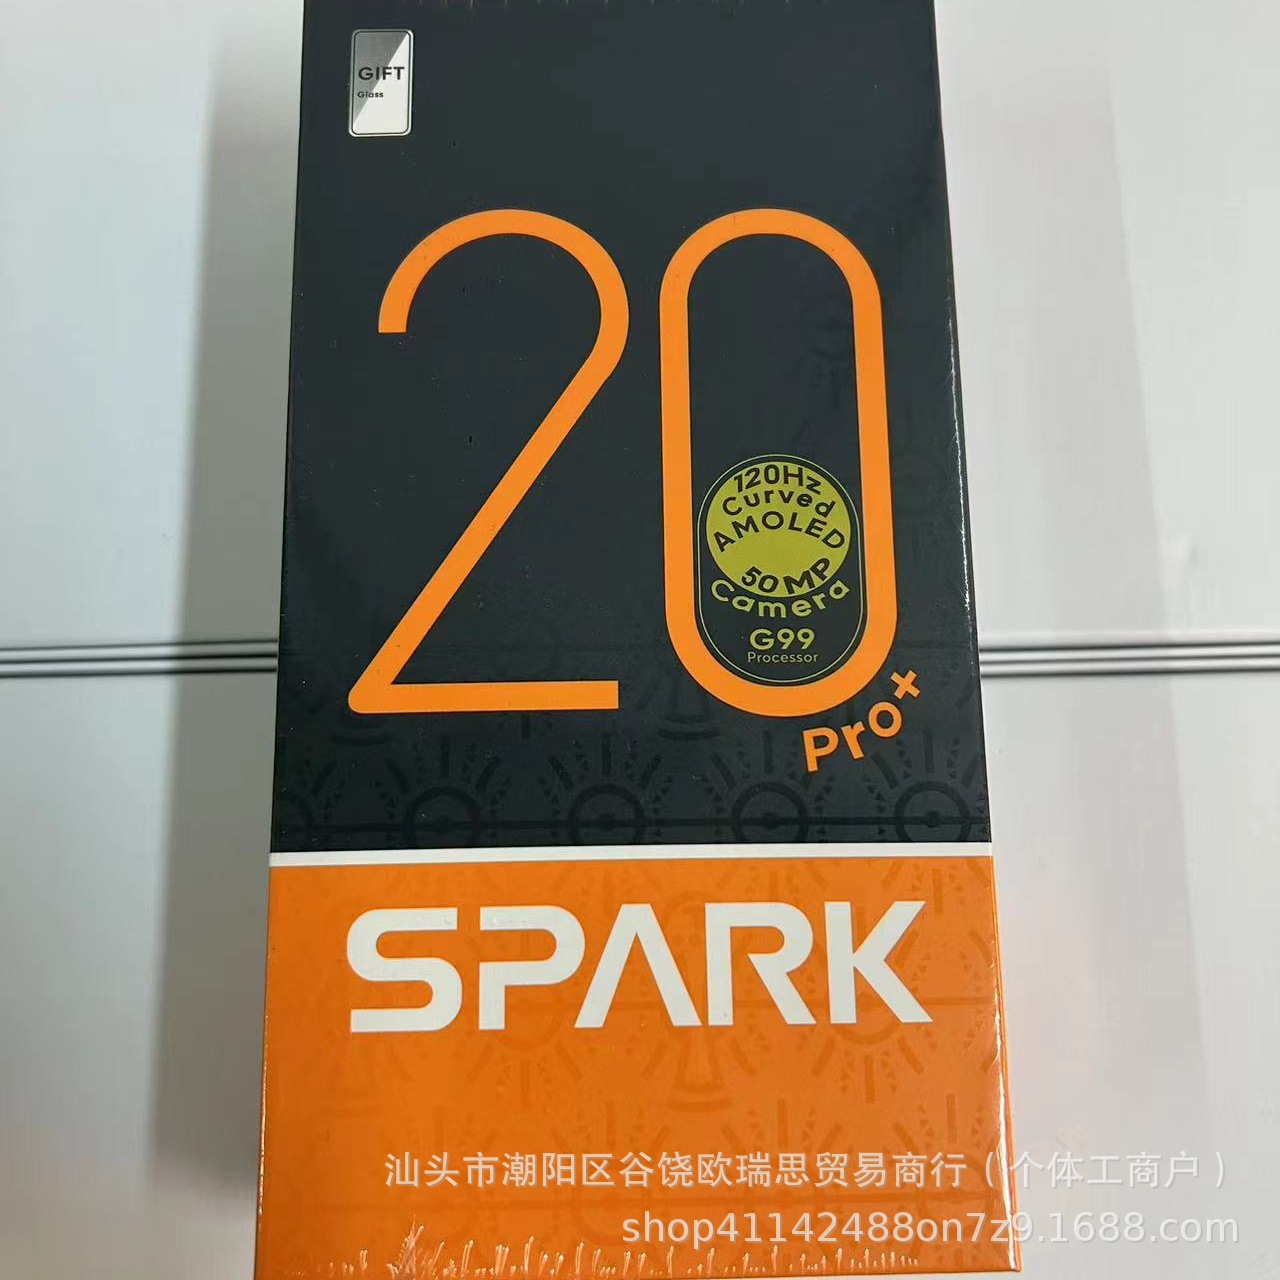 GIFT
Glass
20
120Hz
Curved
AMOLED
50MP
Camera
G99
Processor
Pro+
SPARK
汕头市潮阳区谷饶欧瑞思贸易商行（个体工商户）
shop41142488on7z9.1688.com